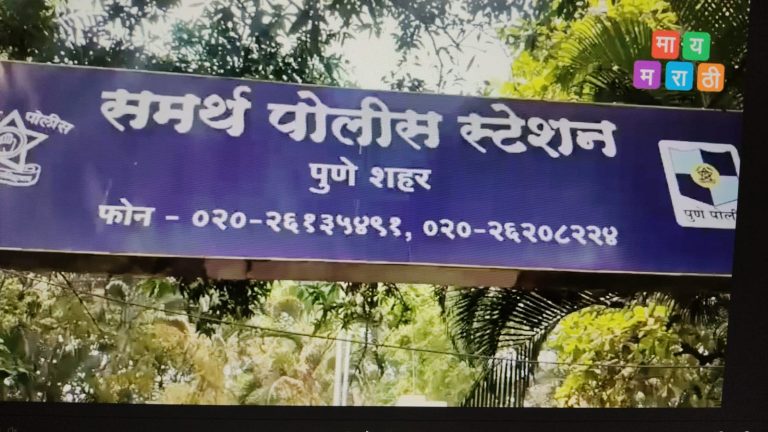 माय
मराठी
पोलीस
समर्थ पोलीस स्टेशन
पुणे शहर
फोन - ०२०-२६१३५४९१, ०२०-२६२०८२२४
पुणे पोली